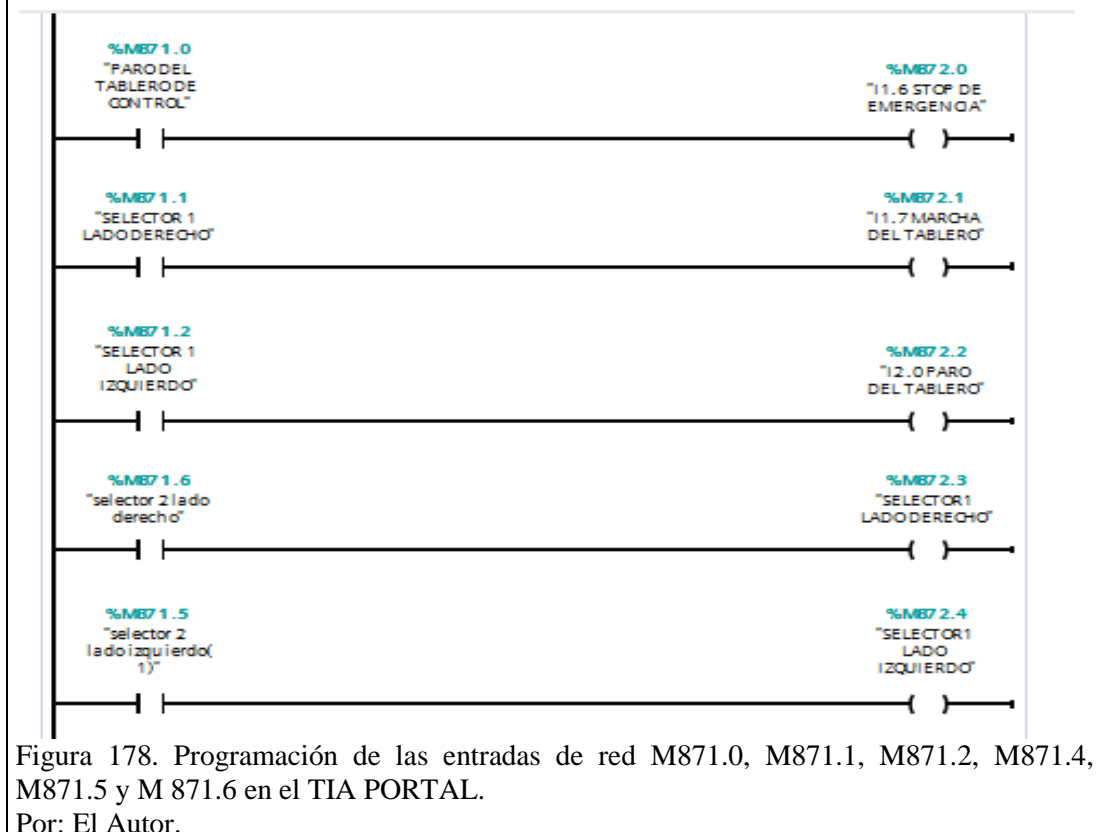 %M871.0
"PARO DEL
TABLERO DE
CONTROL"
%M872.0
"I1.6 STOP DE
EMERGENCIA"
%M871.1
"SELECTOR 1
LADO DERECHO"
%M872.1
"I1.7 MARCHA
DEL TABLERO"
%M871.2
"SELECTOR 1
LADO
IZQUIERDO"
%M872.2
"I2.0 PARO
DEL TABLERO"
%M871.6
"selector 2 lado
derecho"
%M872.3
"SELECTOR1
LADO DERECHO"
%M871.5
"selector 2
lado izquierdo(
1)"
%M872.4
"SELECTOR1
LADO
IZQUIERDO"
Figura 178. Programación de las entradas de red M871.0, M871.1, M871.2, M871.4,
M871.5 y M 871.6 en el TIA PORTAL.
Por: El Autor.